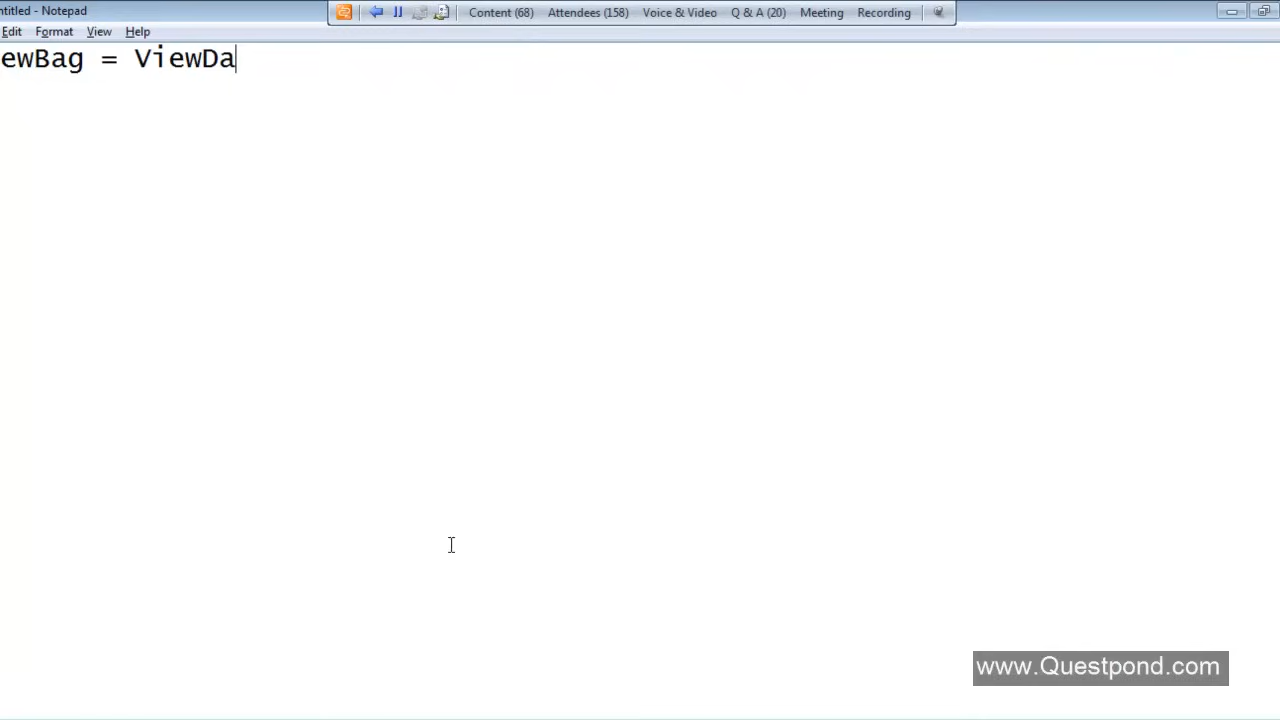 ntitled - Notepad
Content (68) Attendees (158) Voice & Video Q & A (20) Meeting Recording
Edit Format View Help
ewBag = ViewDa
www.Questpond.com